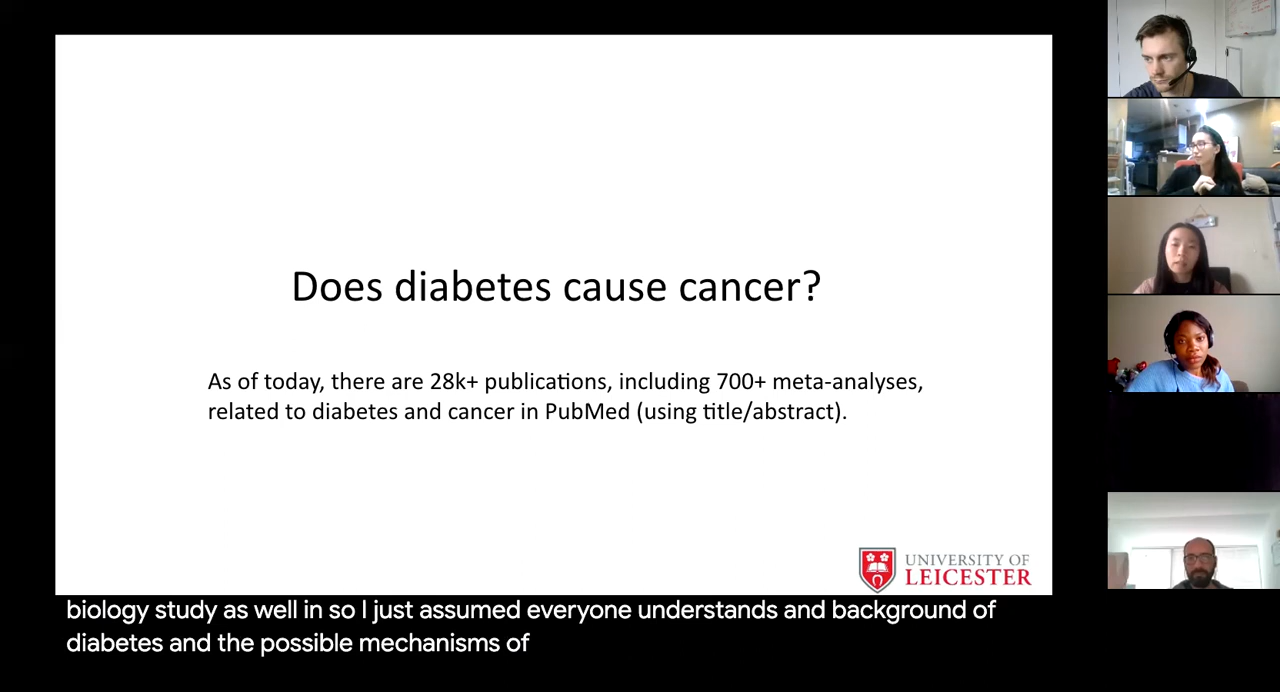 Does diabetes cause cancer?
As of today, there are 28k+ publications, including 700+ meta-analyses,
related to diabetes and cancer in PubMed (using title/abstract).
UNIVERSITY OF
LEICESTER
biology study as well in so I just assumed everyone understands and background of
diabetes and the possible mechanisms of